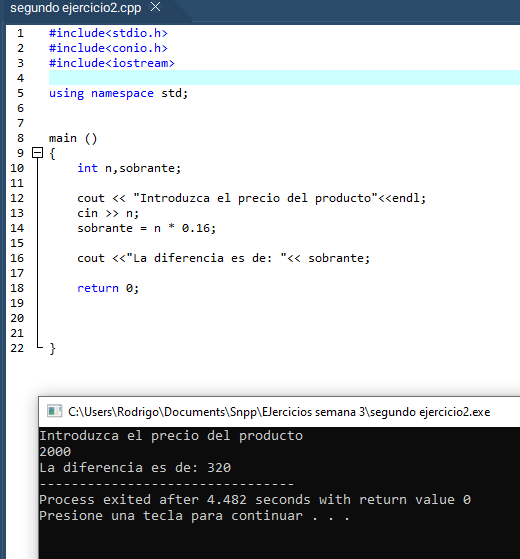 segundo ejercicio2.cpp
1 #include<stdio.h>
2 #include<conio.h>
3 #include<iostream>
4
5 using namespace std;
6
7
8 main ()
9 {
10 int n,sobrante;
11
12 cout << "Introduzca el precio del producto"<<endl;
13 cin >> n;
14 sobrante = n * 0.16;
15
16 cout <<"La diferencia es de: "<< sobrante;
17
18 return 0;
19
20
21
22 }
C:\Users\Rodrigo\Documents\Snpp\EJercicios semana 3\segundo ejercicio2.exe
Introduzca el precio del producto
2000
La diferencia es de: 320
--------------------------------
Process exited after 4.482 seconds with return value 0
Presione una tecla para continuar . . .